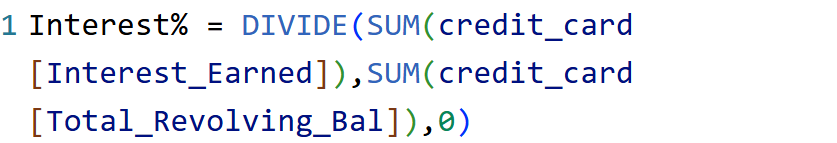 1 Interest% = DIVIDE(SUM(credit_card
[Interest_Earned]),SUM(credit_card
[Total_Revolving_Bal]),0)